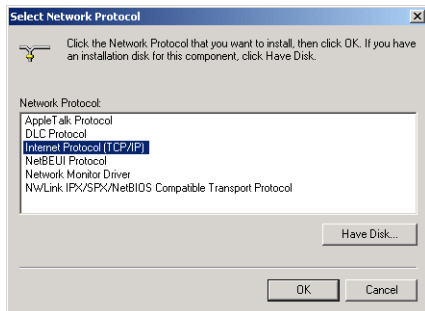 Select Network Protocol
Click the Network Protocol that you want to install, then click OK. If you have
an installation disk for this component, click Have Disk.
Network Protocol:
AppleTalk Protocol
DLC Protocol
Internet Protocol (TCP/IP)
NetBEUI Protocol
Network Monitor Driver
NWLink IPX/SPX/NetBIOS Compatible Transport Protocol
Have Disk...
OK
Cancel